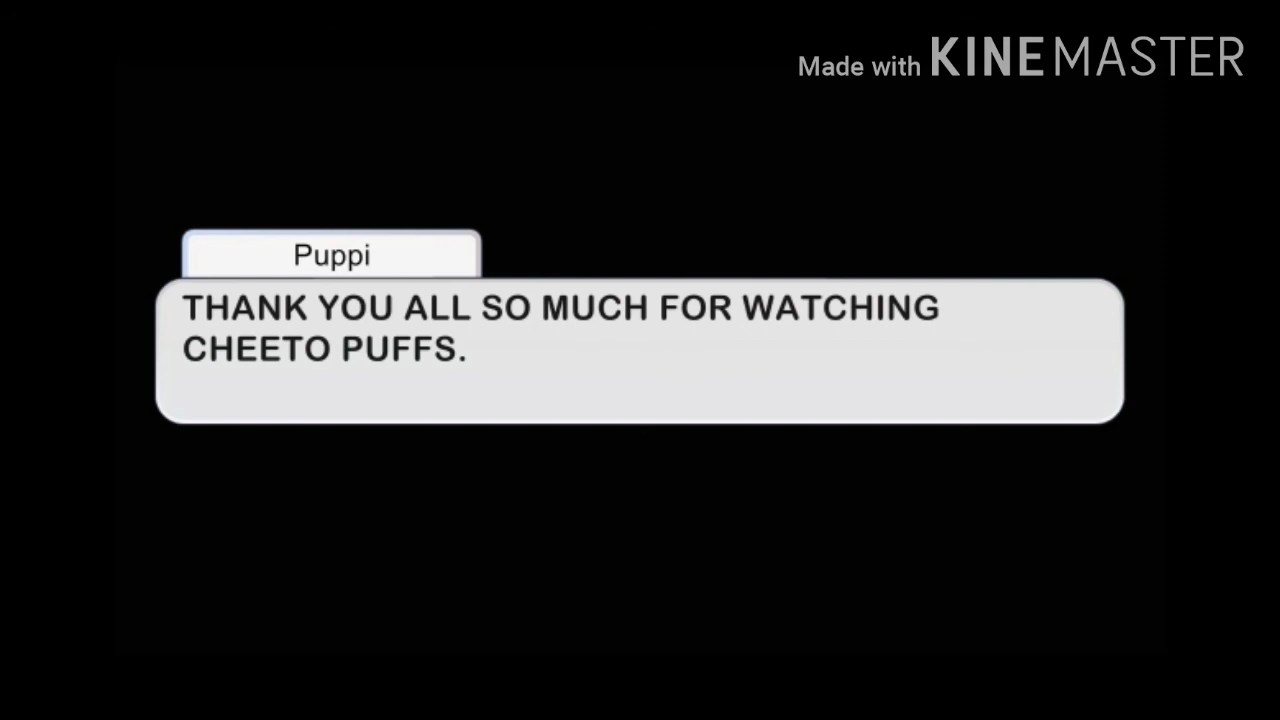 Made with KINEMASTER
Puppi
THANK YOU ALL SO MUCH FOR WATCHING
CHEETO PUFFS.